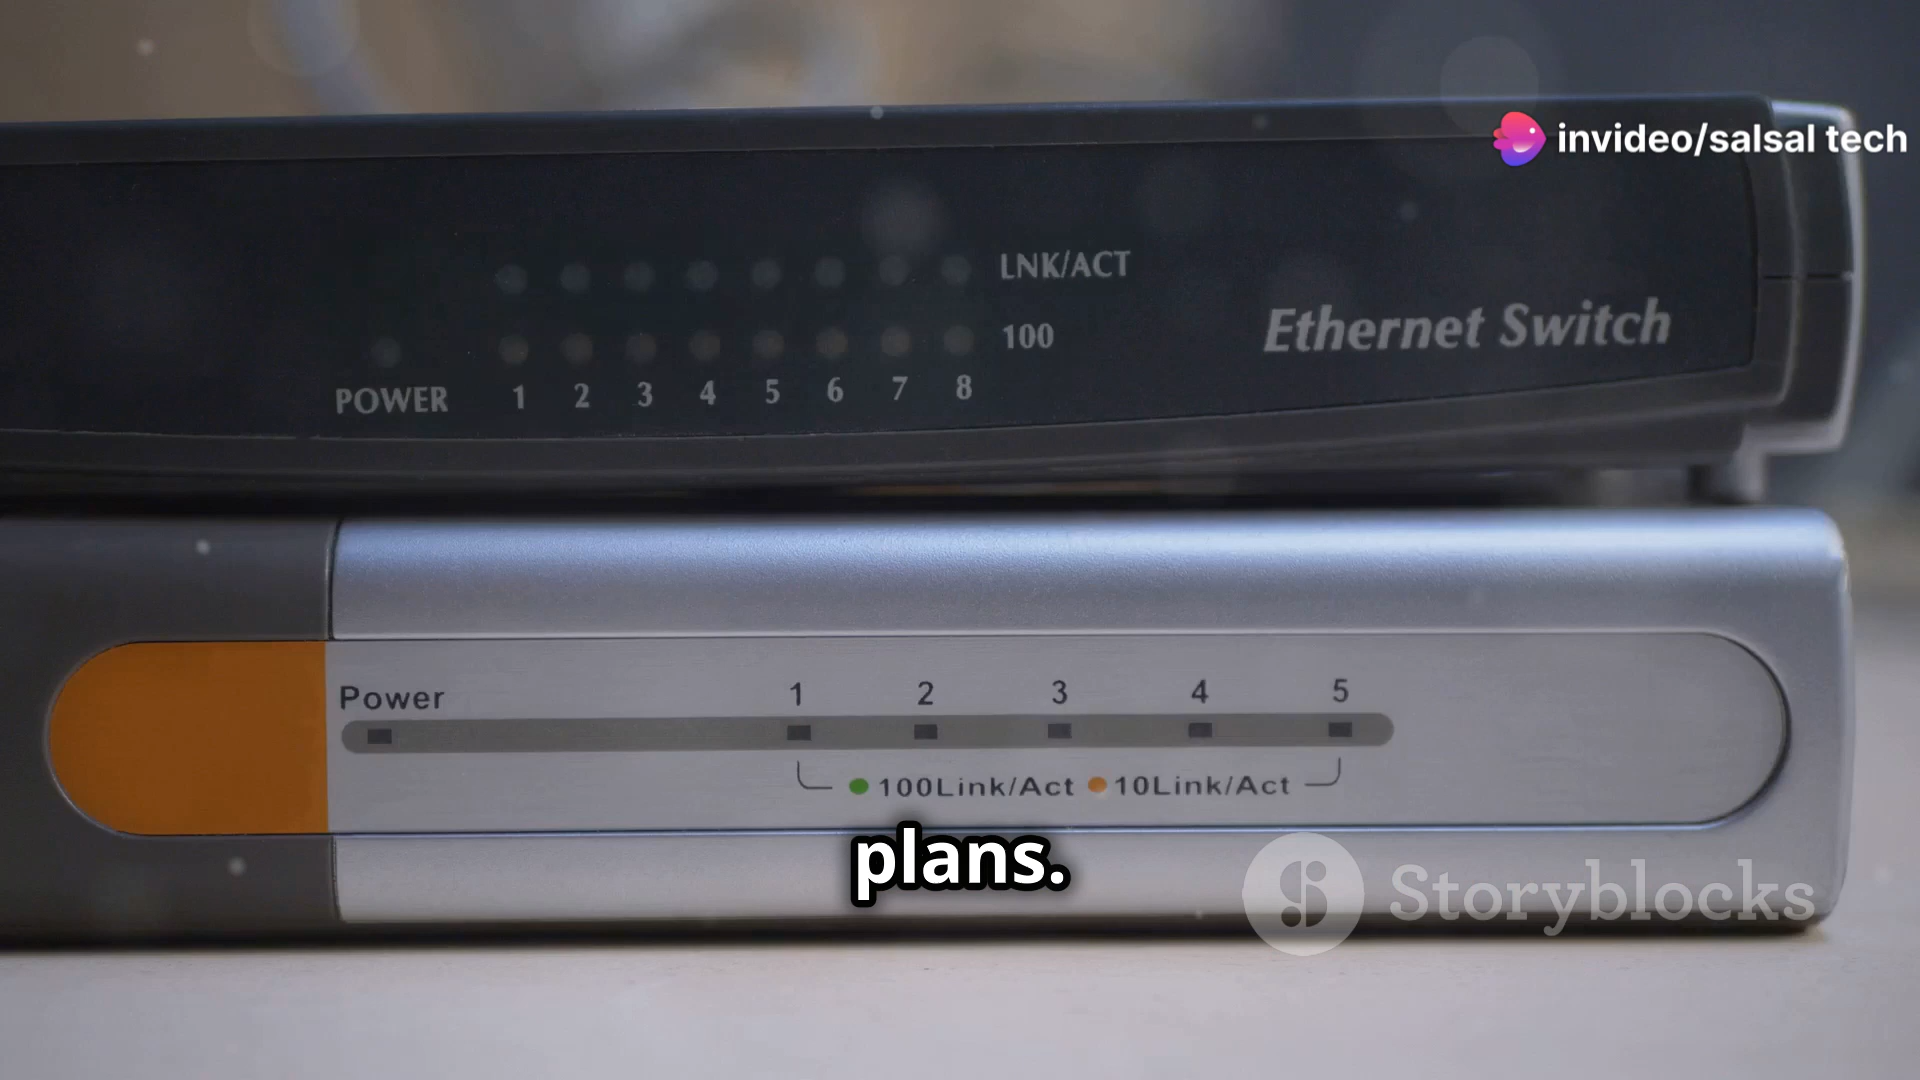 invideo/salsal tech
LNK/ACT
100
Ethernet Switch
POWER 1 2 3 4 5 6 7 8
Power 1 2 3 4 5
100Link/Act 10Link/Act
plans.
Storyblocks